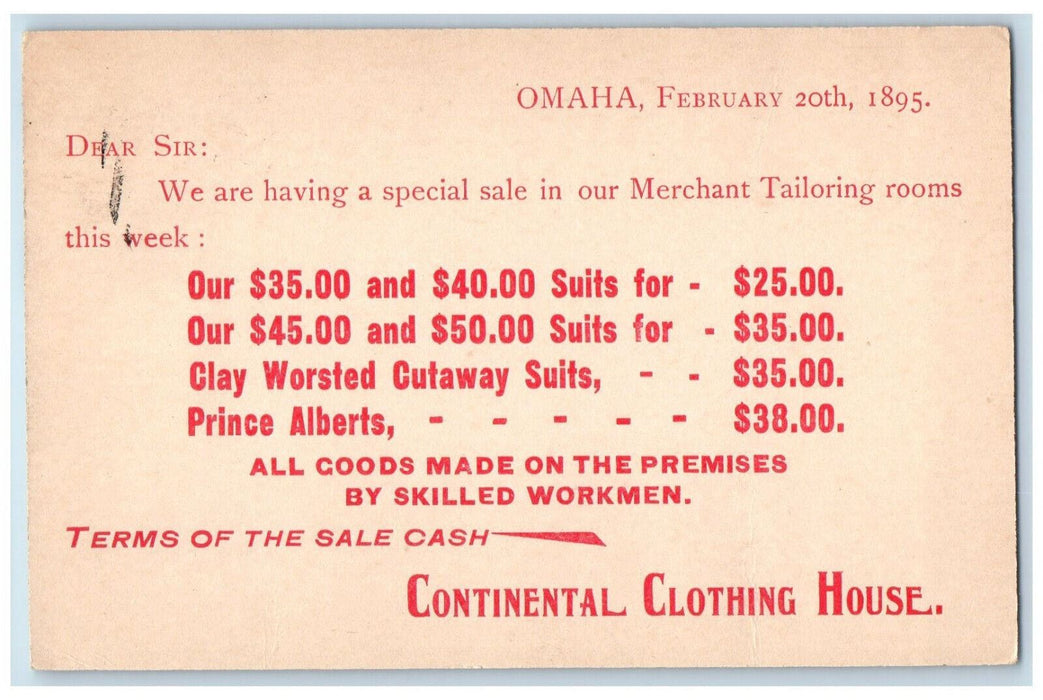 OMAHA, FEBRUARY 20th, 1895.
DEAR SIR:
We are having a special sale in our Merchant Tailoring rooms
this week :
Our $35.00 and $40.00 Suits for - $25.00.
Our $45.00 and $50.00 Suits for - $35.00.
Clay Worsted Cutaway Suits, - - $35.00.
Prince Alberts, - - - - - $38.00.
ALL GOODS MADE ON THE PREMISES
BY SKILLED WORKMEN.
TERMS OF THE SALE CASH
CONTINENTAL CLOTHING HOUSE.